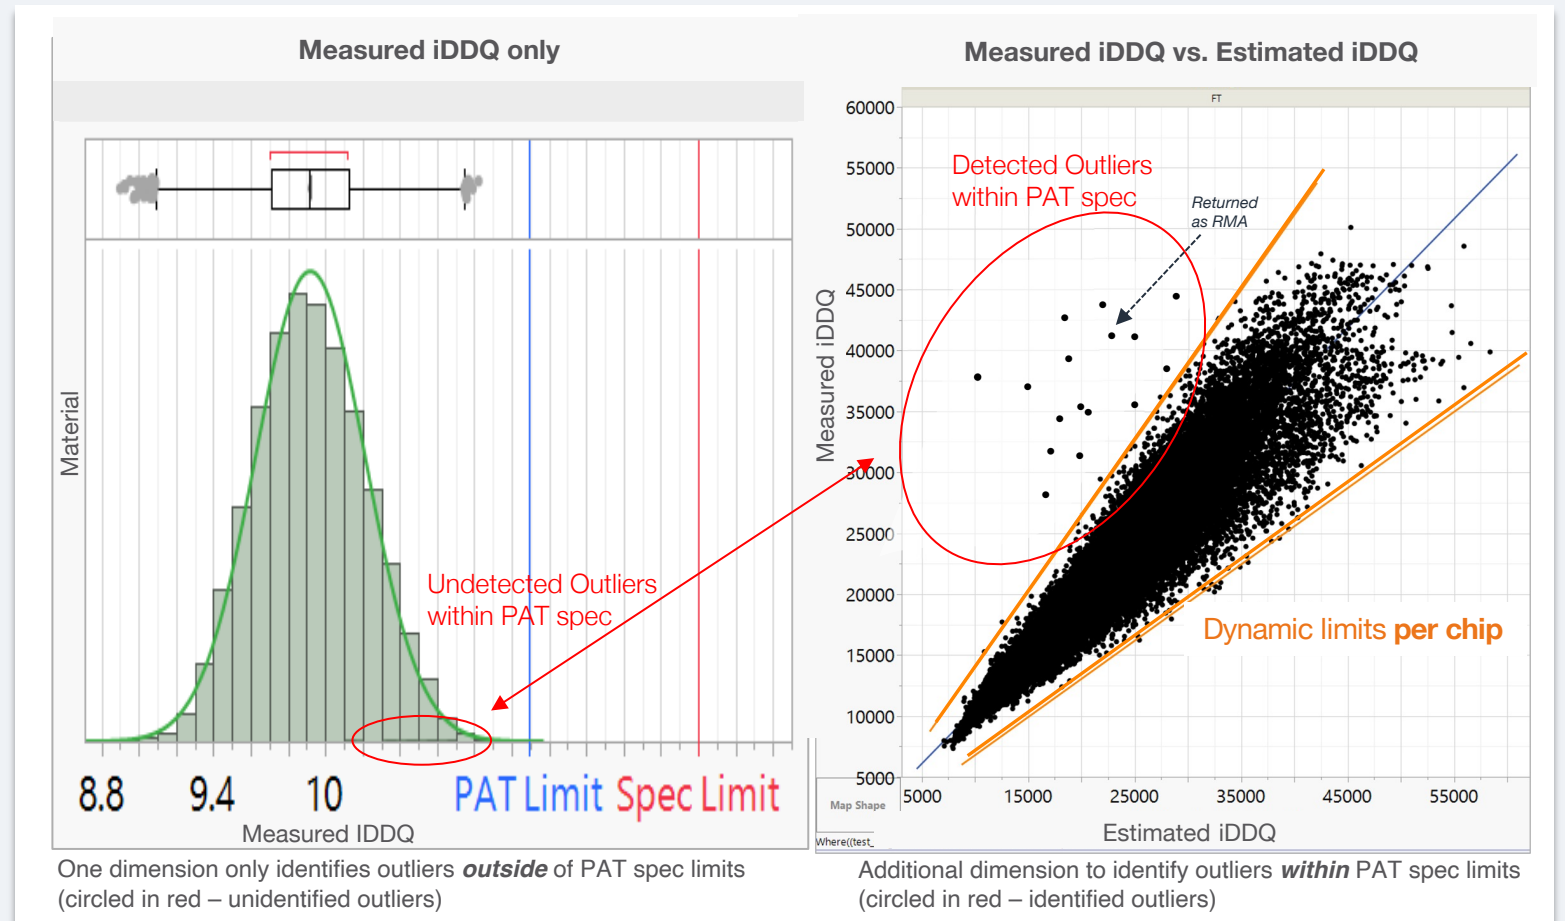 Measured iDDQ only
Material
Undetected Outliers
within PAT spec
8.8
9.4
10
PAT Limit
Spec Limit
Measured IDDQ
One dimension only identifies outliers outside of PAT spec limits
(circled in red – unidentified outliers)
Measured iDDQ vs. Estimated iDDQ
FT
60000
55000
50000
45000
40000
35000
30000
25000
20000
15000
10000
5000
Measured iDDQ
Detected Outliers
within PAT spec
Returned
as RMA
Dynamic limits per chip
5000
15000
25000
35000
45000
55000
Estimated iDDQ
Map Shape
Where((test_
Additional dimension to identify outliers within PAT spec limits
(circled in red – identified outliers)